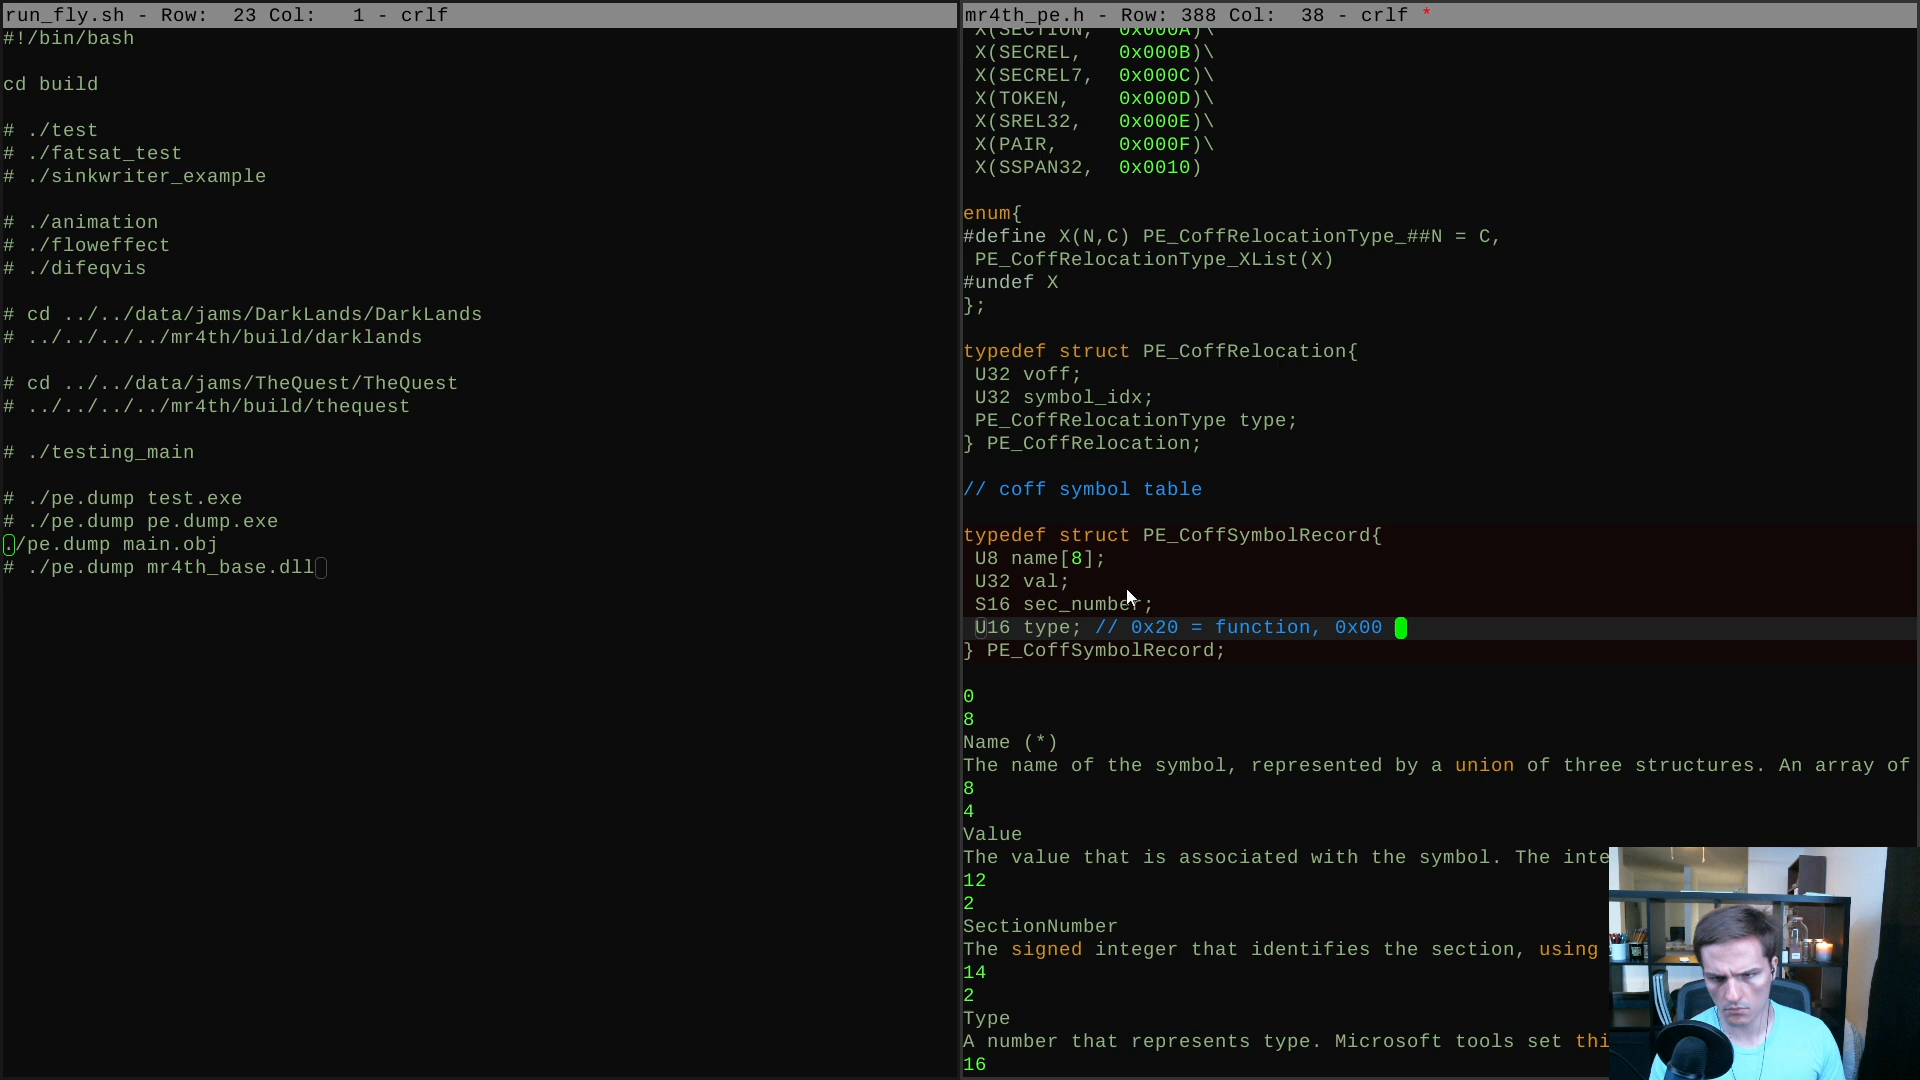 run_fly.sh - Row:  23 Col:   1 - crlf
#!/bin/bash
cd build
# ./test
# ./fatsat_test
# ./sinkwriter_example
# ./animation
# ./floweffect
# ./difeqvis
# cd ../../data/jams/DarkLands/DarkLands
# ../../../../mr4th/build/darklands
# cd ../../data/jams/TheQuest/TheQuest
# ../../../../mr4th/build/thequest
# ./testing_main
# ./pe.dump test.exe
# ./pe.dump pe.dump.exe
./pe.dump main.obj
# ./pe.dump mr4th_base.dll
mr4th_pe.h - Row: 388 Col:  38 - crlf *
X(SECTION,  0x000A)\
X(SECREL,   0x000B)\
X(SECREL7,  0x000C)\
X(TOKEN,    0x000D)\
X(SREL32,   0x000E)\
X(PAIR,     0x000F)\
X(SSPAN32,  0x0010)
enum{
#define X(N,C) PE_CoffRelocationType_##N = C,
PE_CoffRelocationType_XList(X)
#undef X
};
typedef struct PE_CoffRelocation{
U32 voff;
U32 symbol_idx;
PE_CoffRelocationType type;
} PE_CoffRelocation;
// coff symbol table
typedef struct PE_CoffSymbolRecord{
U8 name[8];
U32 val;
S16 sec_number;
U16 type; // 0x20 = function, 0x00
} PE_CoffSymbolRecord;
0
8
Name (*)
The name of the symbol, represented by a union of three structures. An array of
8
4
Value
The value that is associated with the symbol. The inte
12
2
SectionNumber
The signed integer that identifies the section, using
14
2
Type
A number that represents type. Microsoft tools set thi
16